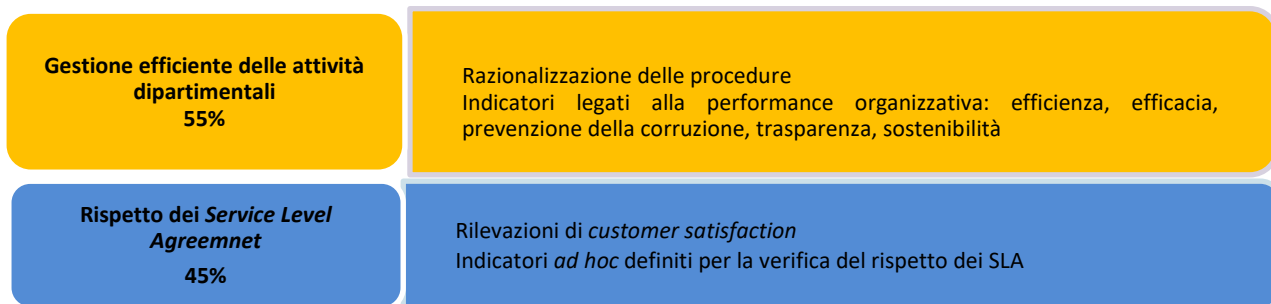 Gestione efficiente delle attività
dipartimentali
55%
Razionalizzazione delle procedure
Indicatori legati alla performance organizzativa: efficienza, efficacia,
prevenzione della corruzione, trasparenza, sostenibilità
Rispetto dei Service Level
Agreemnet
45%
Rilevazioni di customer satisfaction
Indicatori ad hoc definiti per la verifica del rispetto dei SLA